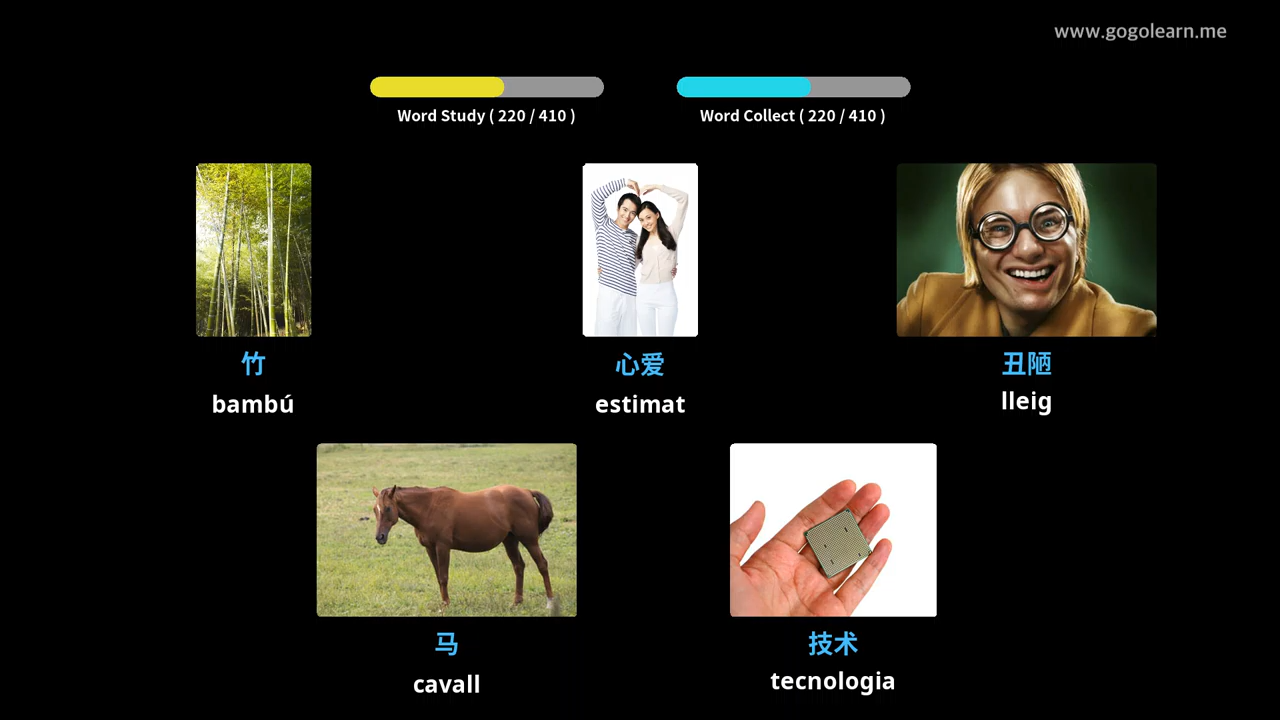 www.gogolearn.me
Word Study ( 220 / 410 )
Word Collect ( 220 / 410 )
竹
bambú
心爱
estimat
丑陋
lleig
马
cavall
技术
tecnologia